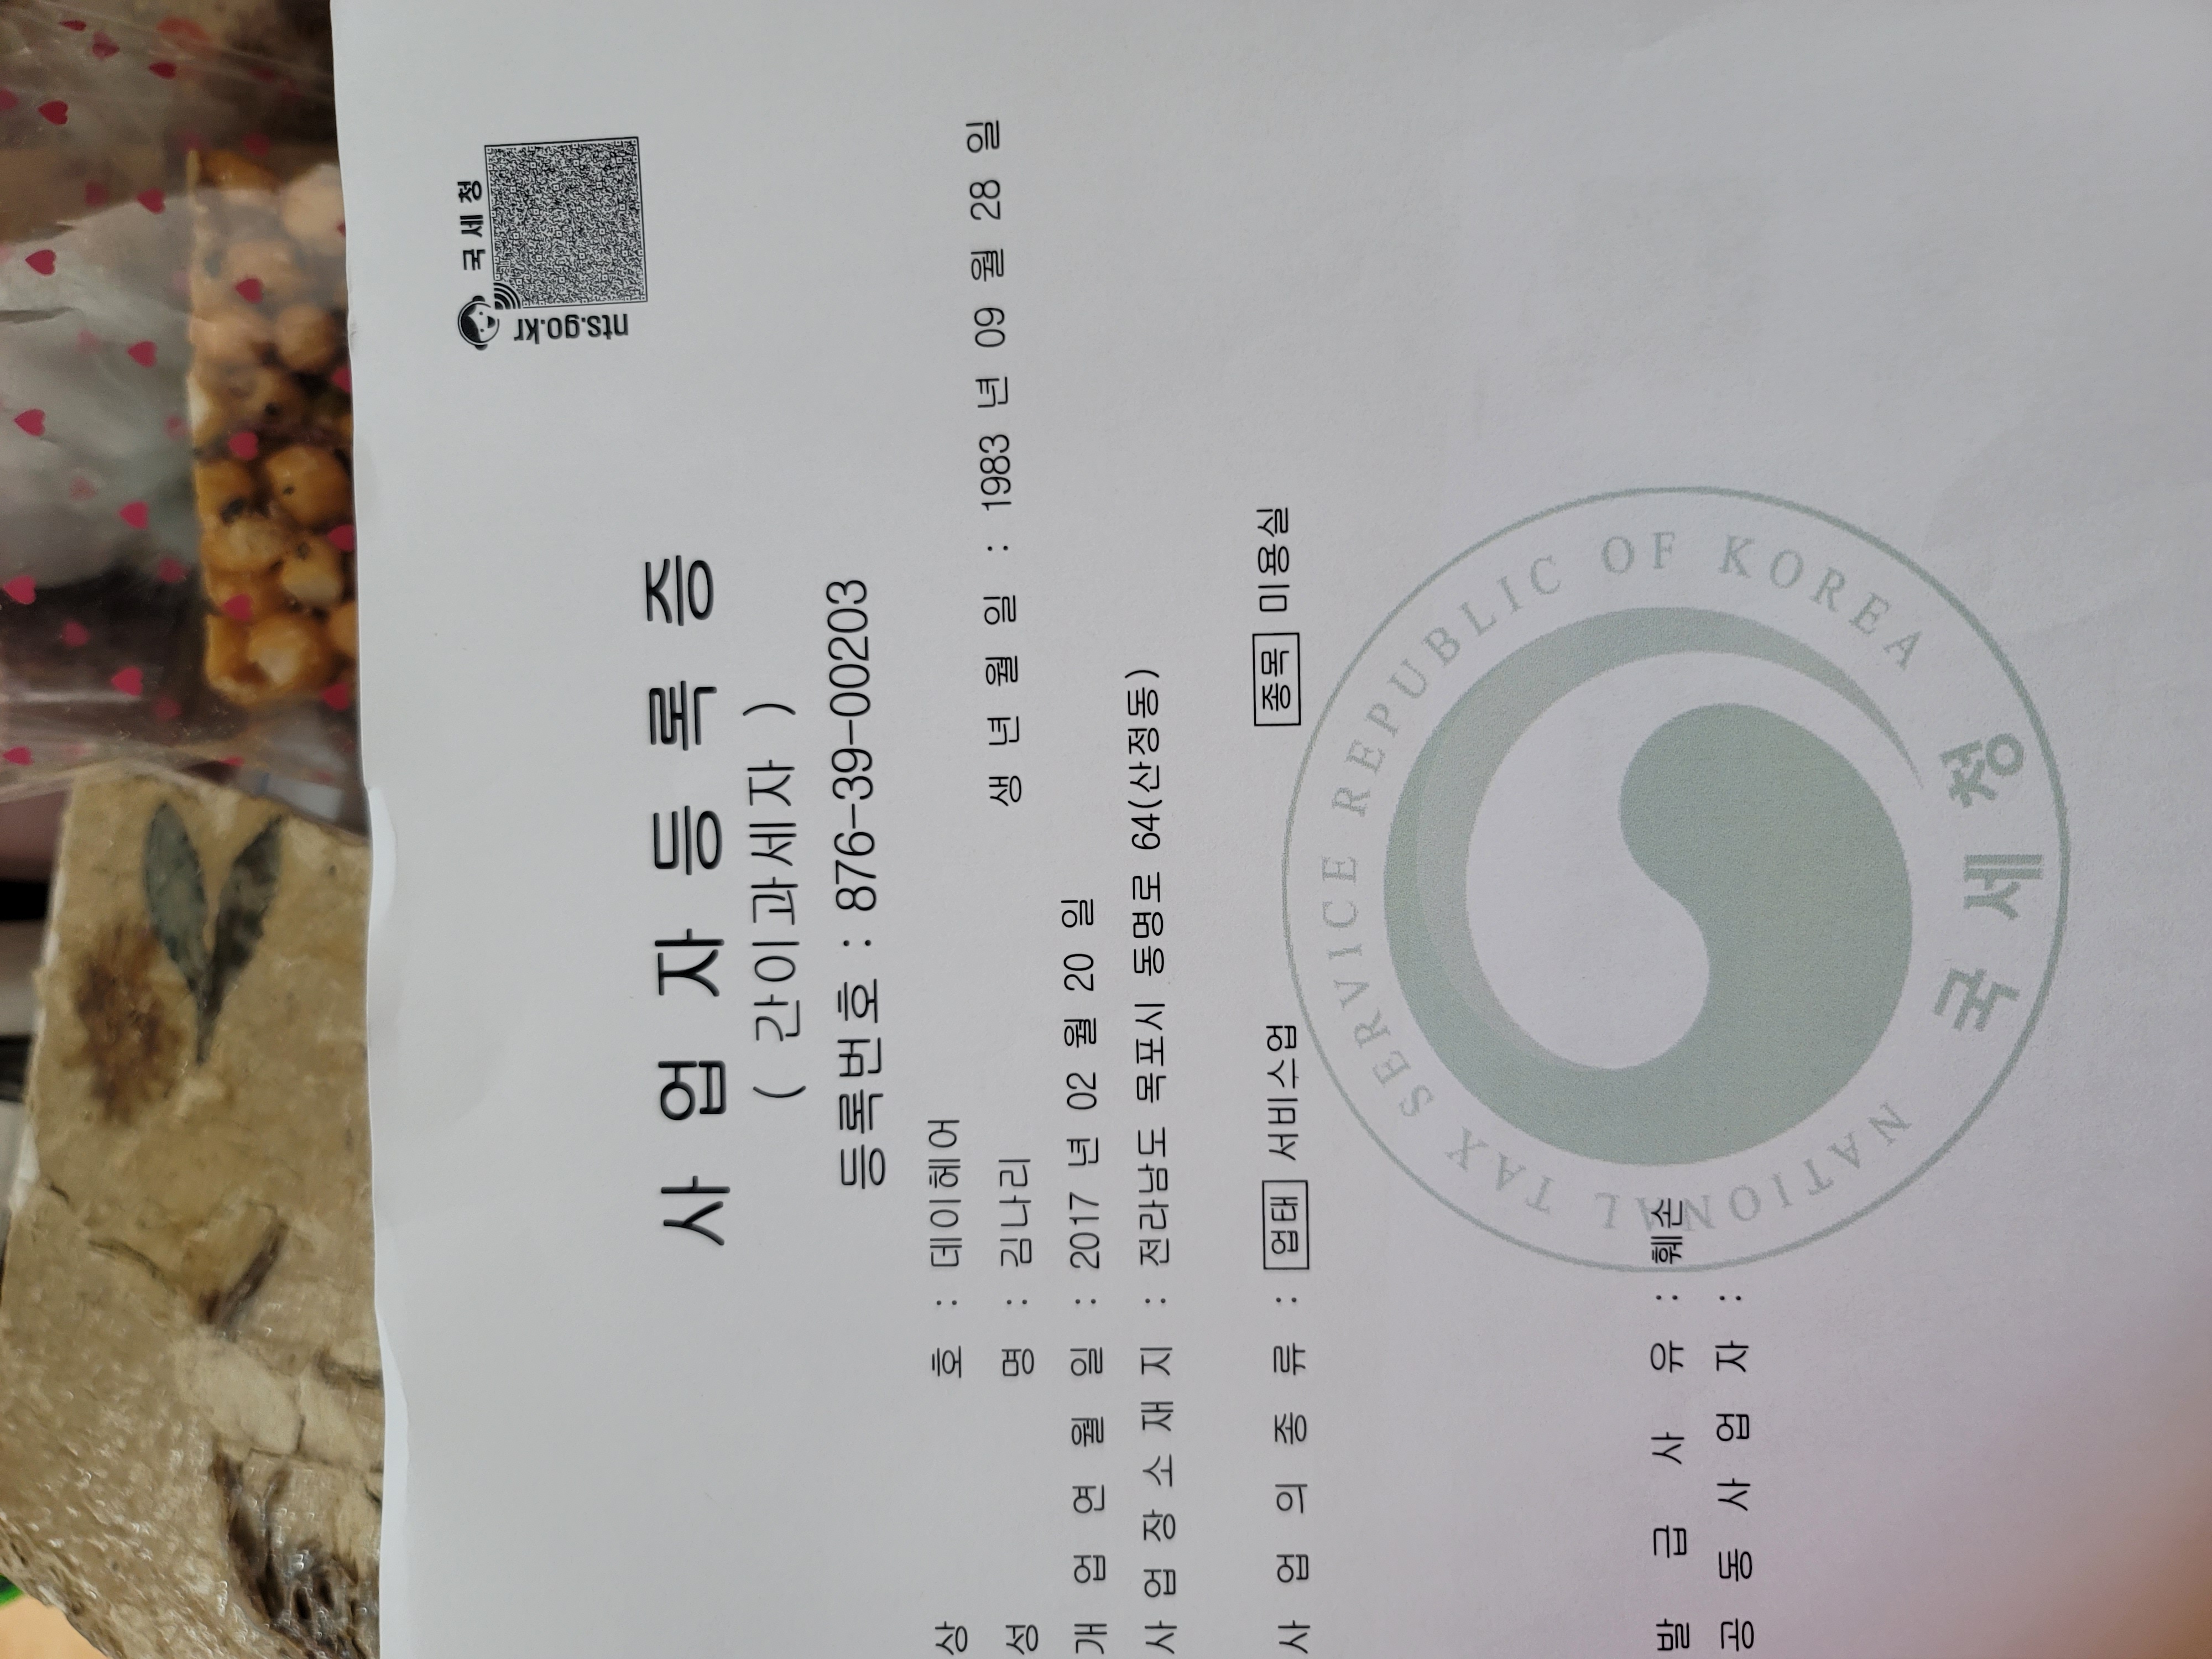 국세청
nts.go.kr
사업자등록증
( 간이과세자 )
등록번호 : 876-39-00203
상 호 : 데이헤어
성 명 : 김나리 생 년 월 일 : 1983 년 09 월 28 일
개 업 연 월 일 : 2017 년 02 월 20 일
사 업 장 소 재 지 : 전라남도 목포시 동명로 64(산정동)
사 업 의 종 류 : 업태 서비스업 종목 미용실
발 급 사 유 : 훼손
공 동 사 업 자 :
NATIONAL TAX SERVICE REPUBLIC OF KOREA
국세청